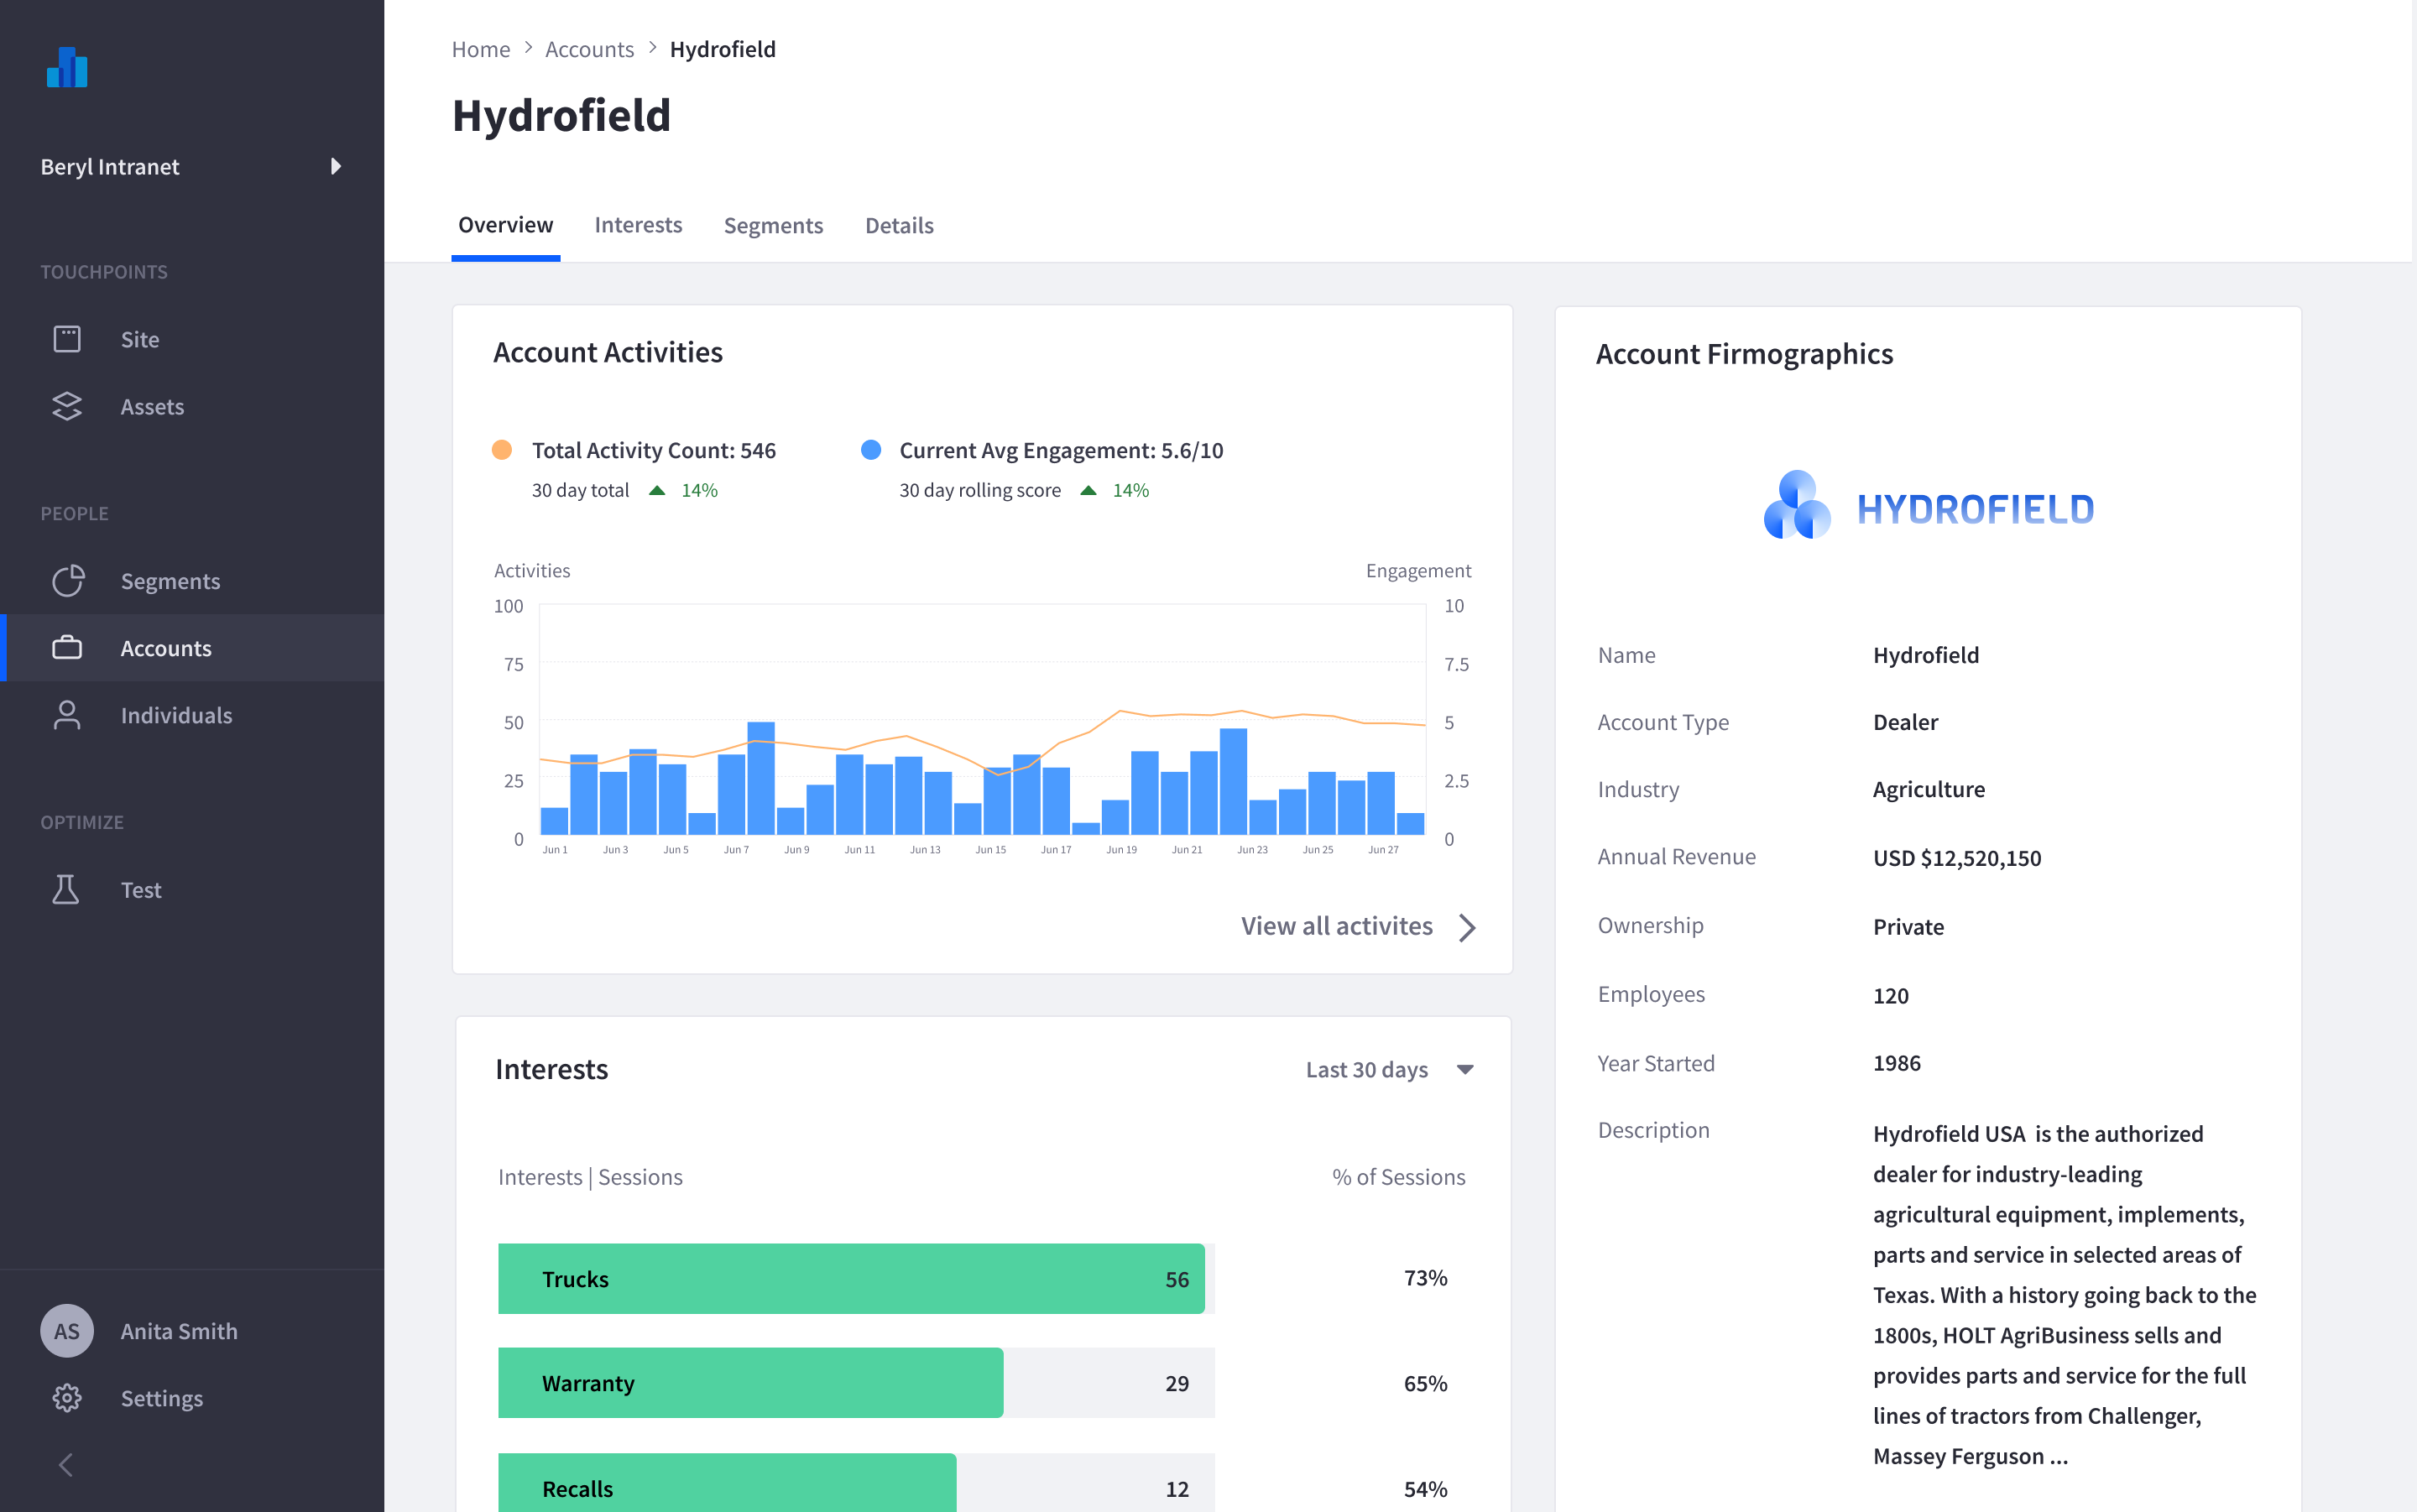 Beryl Intranet
TOUCHPOINTS
Site
Assets
PEOPLE
Segments
Accounts
Individuals
OPTIMIZE
Test
AS
Anita Smith
Settings
Home > Accounts > Hydrofield
Hydrofield
Overview Interests Segments Details
Account Activities
Total Activity Count: 546
30 day total 14%
Current Avg Engagement: 5.6/10
30 day rolling score 14%
Activities Engagement
100 10
75 7.5
50 5
25 2.5
0 0
Jun 1 Jun 3 Jun 5 Jun 7 Jun 9 Jun 11 Jun 13 Jun 15 Jun 17 Jun 19 Jun 21 Jun 23 Jun 25 Jun 27
View all activites
Interests
Last 30 days
Interests | Sessions % of Sessions
Trucks 56 73%
Warranty 29 65%
Recalls 12 54%
Account Firmographics
HYDROFIELD
Name Hydrofield
Account Type Dealer
Industry Agriculture
Annual Revenue USD $12,520,150
Ownership Private
Employees 120
Year Started 1986
Description Hydrofield USA is the authorized
dealer for industry-leading
agricultural equipment, implements,
parts and service in selected areas of
Texas. With a history going back to the
1800s, HOLT AgriBusiness sells and
provides parts and service for the full
lines of tractors from Challenger,
Massey Ferguson ...